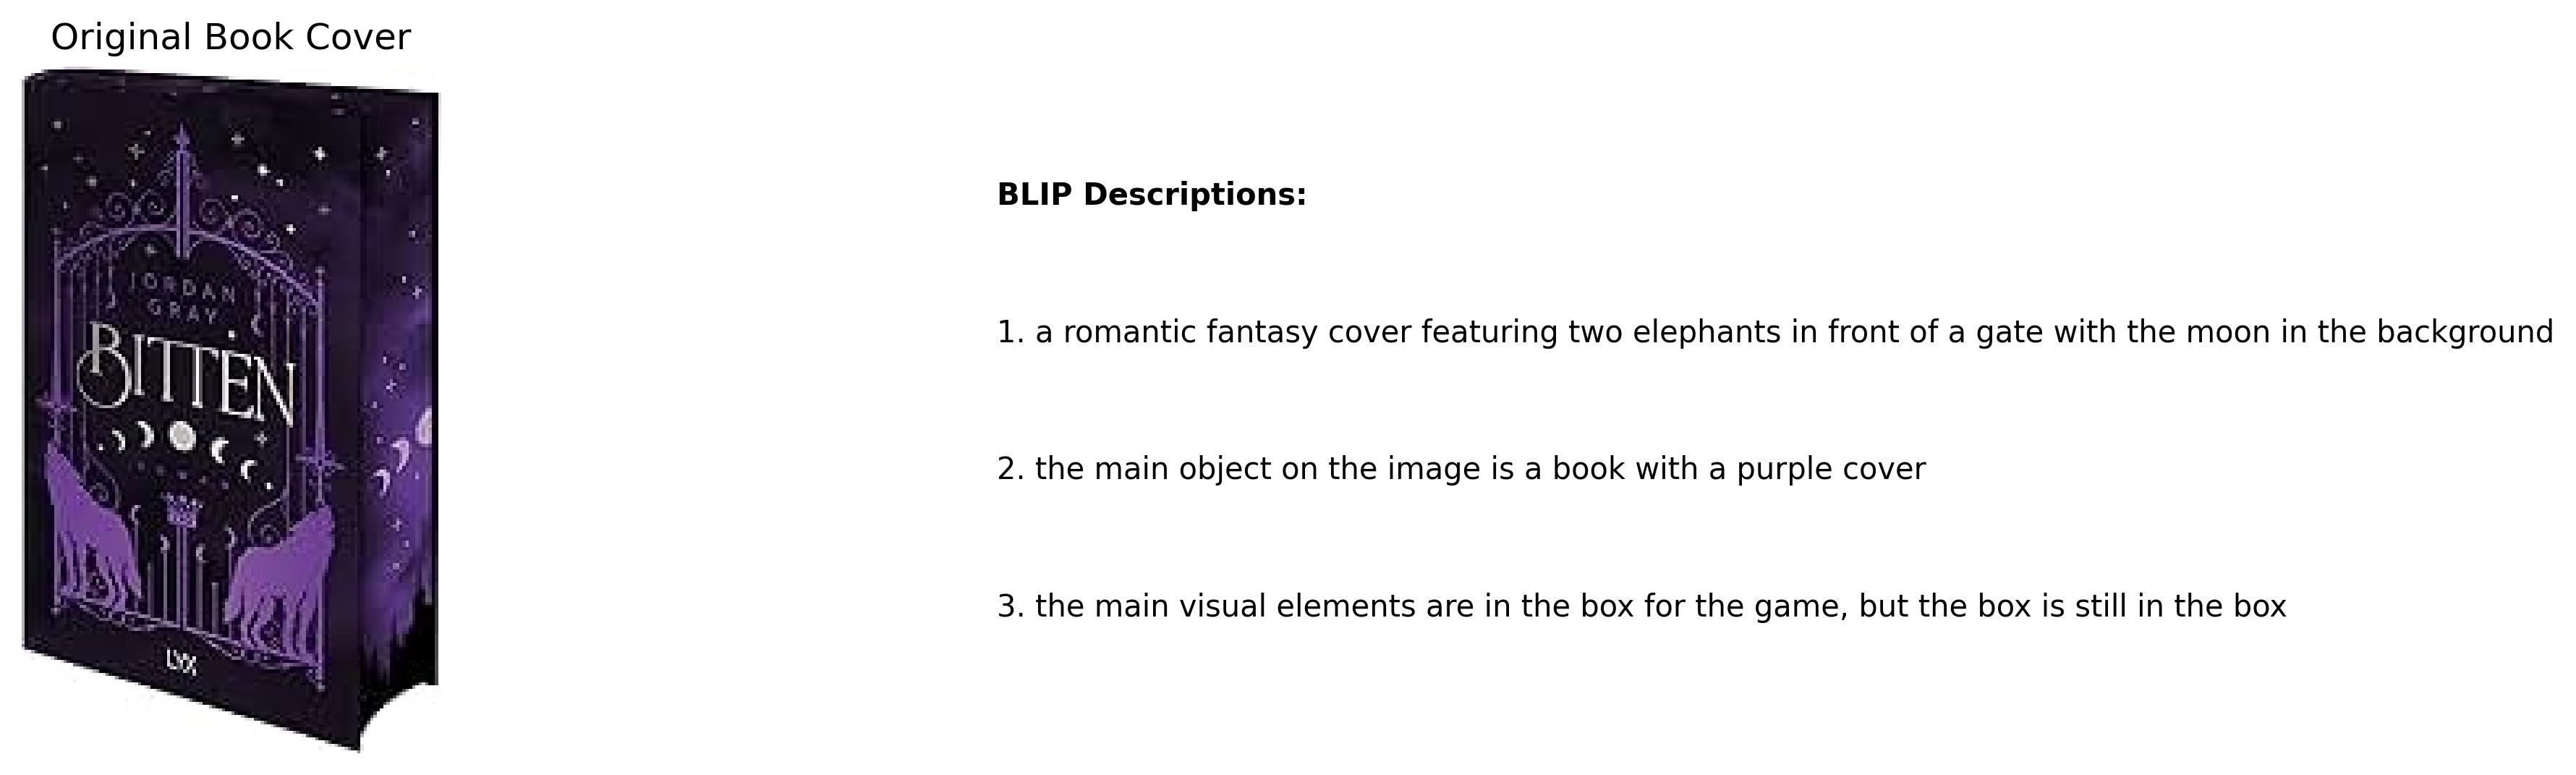 Original Book Cover
JORDAN
GRAY
BITTEN
LYX
BLIP Descriptions:
1. a romantic fantasy cover featuring two elephants in front of a gate with the moon in the background
2. the main object on the image is a book with a purple cover
3. the main visual elements are in the box for the game, but the box is still in the box